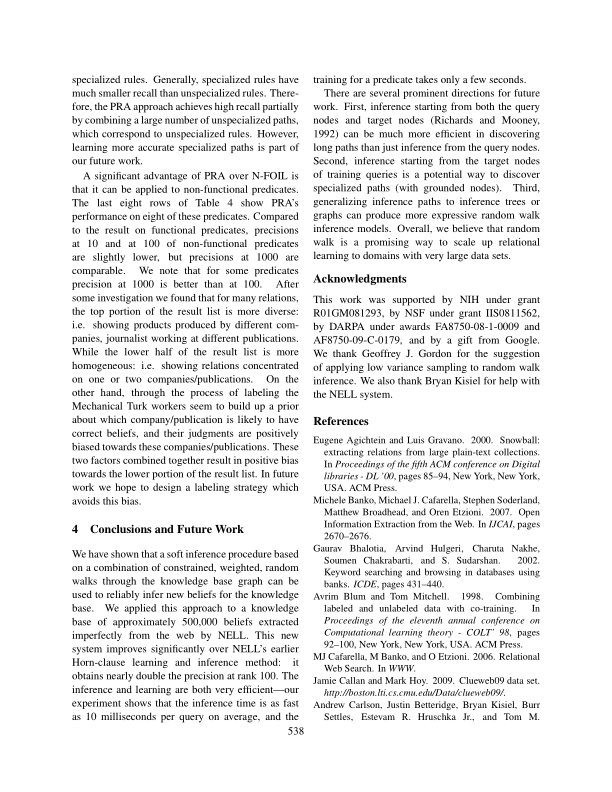 specialized rules. Generally, specialized rules have
much smaller recall than unspecialized rules. There-
fore, the PRA approach achieves high recall partially
by combining a large number of unspecialized paths,
which correspond to unspecialized rules. However,
learning more accurate specialized paths is part of
our future work.
A significant advantage of PRA over N-FOIL is
that it can be applied to non-functional predicates.
The last eight rows of Table 4 show PRA's
performance on eight of these predicates. Compared
to the result on functional predicates, precisions
at 10 and at 100 of non-functional predicates
are slightly lower, but precisions at 1000 are
comparable. We note that for some predicates
precision at 1000 is better than at 100. After
some investigation we found that for many relations,
the top portion of the result list is more diverse:
i.e. showing products produced by different com-
panies, journalist working at different publications.
While the lower half of the result list is more
homogeneous: i.e. showing relations concentrated
on one or two companies/publications. On the
other hand, through the process of labeling the
Mechanical Turk workers seem to build up a prior
about which company/publication is likely to have
correct beliefs, and their judgments are positively
biased towards these companies/publications. These
two factors combined together result in positive bias
towards the lower portion of the result list. In future
work we hope to design a labeling strategy which
avoids this bias.
4 Conclusions and Future Work
We have shown that a soft inference procedure based
on a combination of constrained, weighted, random
walks through the knowledge base graph can be
used to reliably infer new beliefs for the knowledge
base. We applied this approach to a knowledge
base of approximately 500,000 beliefs extracted
imperfectly from the web by NELL. This new
system improves significantly over NELL's earlier
Horn-clause learning and inference method: it
obtains nearly double the precision at rank 100. The
inference and learning are both very efficient—our
experiment shows that the inference time is as fast
as 10 milliseconds per query on average, and the
training for a predicate takes only a few seconds.
There are several prominent directions for future
work. First, inference starting from both the query
nodes and target nodes (Richards and Mooney,
1992) can be much more efficient in discovering
long paths than just inference from the query nodes.
Second, inference starting from the target nodes
of training queries is a potential way to discover
specialized paths (with grounded nodes). Third,
generalizing inference paths to inference trees or
graphs can produce more expressive random walk
inference models. Overall, we believe that random
walk is a promising way to scale up relational
learning to domains with very large data sets.
Acknowledgments
This work was supported by NIH under grant
R01GM081293, by NSF under grant IIS0811562,
by DARPA under awards FA8750-08-1-0009 and
AF8750-09-C-0179, and by a gift from Google.
We thank Geoffrey J. Gordon for the suggestion
of applying low variance sampling to random walk
inference. We also thank Bryan Kisiel for help with
the NELL system.
References
Eugene Agichtein and Luis Gravano. 2000. Snowball:
extracting relations from large plain-text collections.
In Proceedings of the fifth ACM conference on Digital
libraries - DL '00, pages 85–94, New York, New York,
USA. ACM Press.
Michele Banko, Michael J. Cafarella, Stephen Soderland,
Matthew Broadhead, and Oren Etzioni. 2007. Open
Information Extraction from the Web. In IJCAI, pages
2670–2676.
Gaurav Bhalotia, Arvind Hulgeri, Charuta Nakhe,
Soumen Chakrabarti, and S. Sudarshan. 2002.
Keyword searching and browsing in databases using
banks. ICDE, pages 431–440.
Avrim Blum and Tom Mitchell. 1998. Combining
labeled and unlabeled data with co-training. In
Proceedings of the eleventh annual conference on
Computational learning theory - COLT' 98, pages
92–100, New York, New York, USA. ACM Press.
MJ Cafarella, M Banko, and O Etzioni. 2006. Relational
Web Search. In WWW.
Jamie Callan and Mark Hoy. 2009. Clueweb09 data set.
http://boston.lti.cs.cmu.edu/Data/clueweb09/.
Andrew Carlson, Justin Betteridge, Bryan Kisiel, Burr
Settles, Estevam R. Hruschka Jr., and Tom M.
538